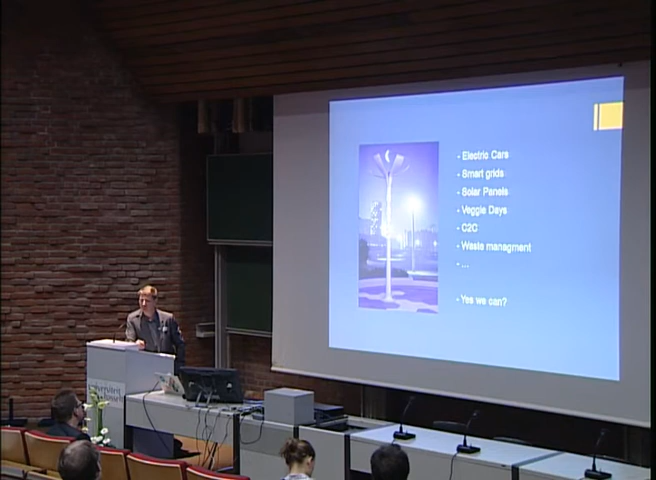 - Electric Cars
- Smart grids
- Solar Panels
- Veggie Days
- C2C
- Waste managment
- ...
- Yes we can?